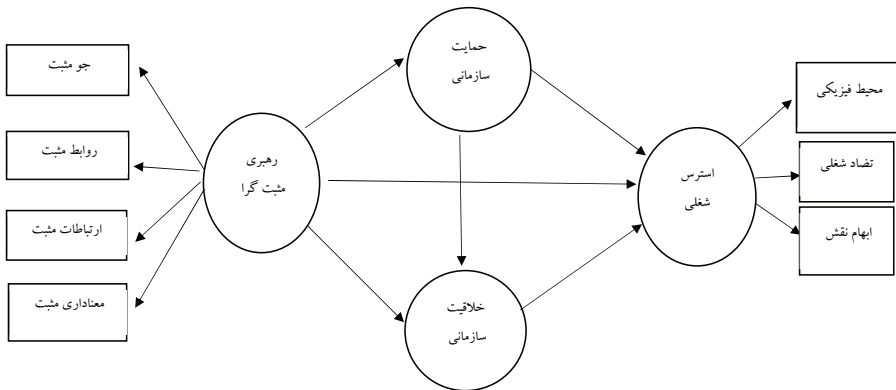 حمایت
سازمانی
جو مثبت
روابط مثبت
ارتباطات مثبت
معناداری مثبت
رهبری
مثبت گرا
استرس
شغلی
محیط فیزیکی
تضاد شغلی
ابهام نقش
خلاقیت
سازمانی